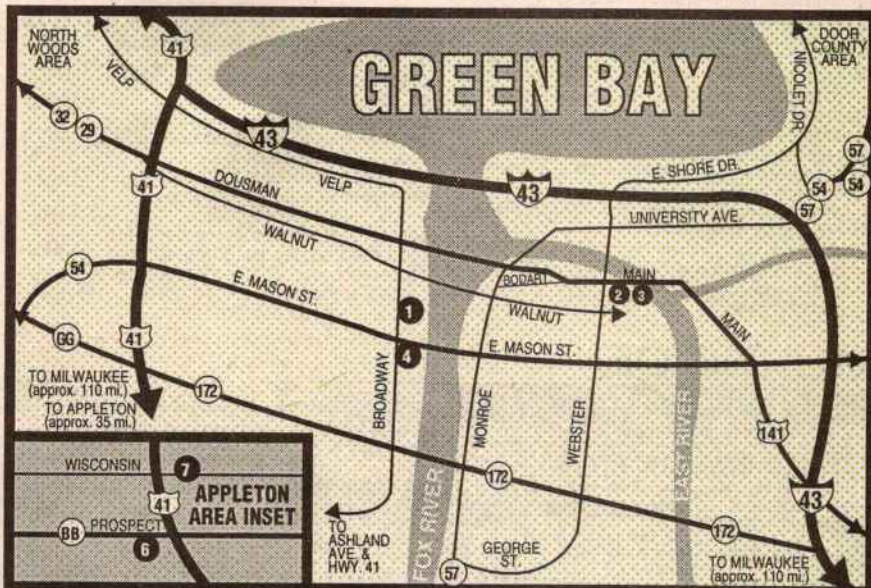 NORTH
WOODS
AREA
41
VELP
GREEN BAY
DOOR
COUNTY
AREA
NICOLET DR.
32
29
43
57
54
54
57
DOUSMAN
VELP
43
E. SHORE DR.
UNIVERSITY AVE.
41
WALNUT
54
E. MASON ST.
BODART
MAIN
2
3
WALNUT
1
MAIN
GG
41
4
E. MASON ST.
TO MILWAUKEE
(approx. 110 mi.)
TO APPLETON
(approx. 35 mi.)
172
BROADWAY
MONROE
WEBSTER
EAST RIVER
141
WISCONSIN
7
41
APPLETON
AREA INSET
BB
PROSPECT
6
172
43
TO
ASHLAND
AVE. &
HWY. 41
FOX RIVER
57
GEORGE
ST.
172
TO MILWAUKEE
(approx. 110 mi.)